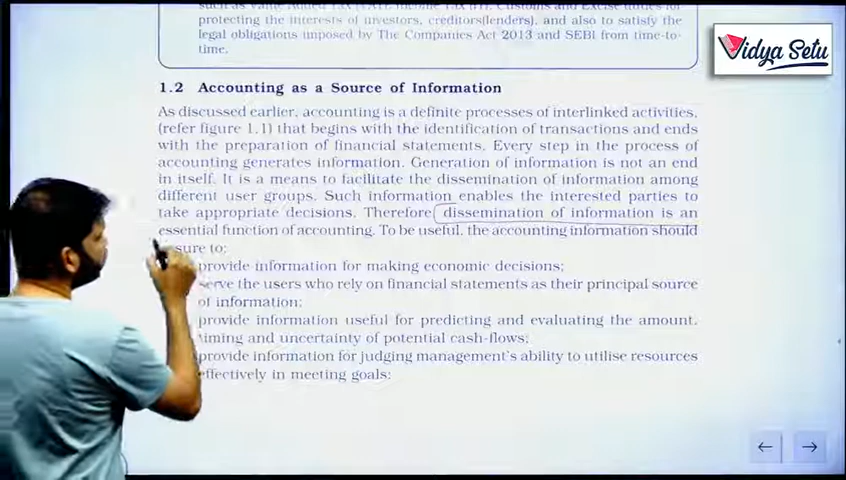 such as Value Added Tax (VAT), Income Tax (IT), Customs and Excise duties for
protecting the interests of investors, creditors(lenders), and also to satisfy the
legal obligations imposed by The Companies Act 2013 and SEBI from time-to-
time.
Vidya Setu
1.2 Accounting as a Source of Information
As discussed earlier, accounting is a definite processes of interlinked activities,
(refer figure 1.1) that begins with the identification of transactions and ends
with the preparation of financial statements. Every step in the process of
accounting generates information. Generation of information is not an end
in itself. It is a means to facilitate the dissemination of information among
different user groups. Such information enables the interested parties to
take appropriate decisions. Therefore, dissemination of information is an
essential function of accounting. To be useful, the accounting information should
sure to:
provide information for making economic decisions;
serve the users who rely on financial statements as their principal source
of information;
provide information useful for predicting and evaluating the amount,
timing and uncertainty of potential cash-flows;
provide information for judging management's ability to utilise resources
effectively in meeting goals;